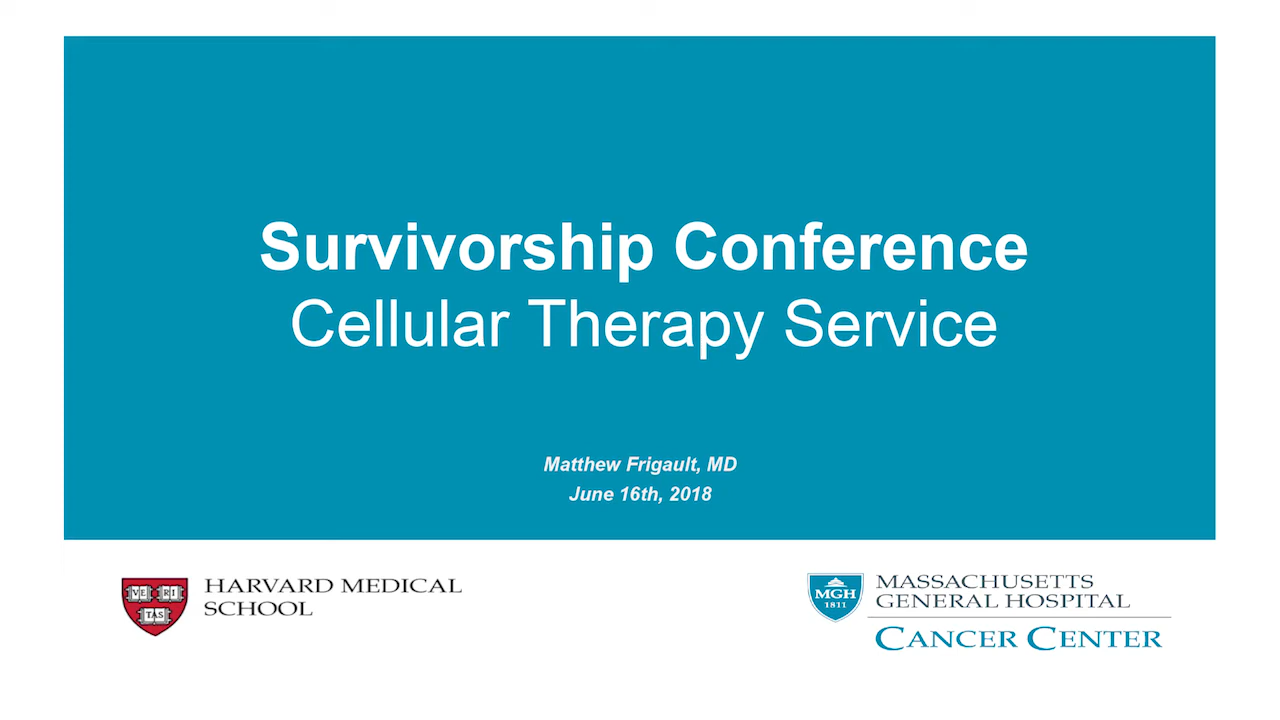 Survivorship Conference
Cellular Therapy Service
Matthew Frigault, MD
June 16th, 2018
VE RI
TAS
HARVARD MEDICAL
SCHOOL
MGH
1811
MASSACHUSETTS
GENERAL HOSPITAL
CANCER CENTER